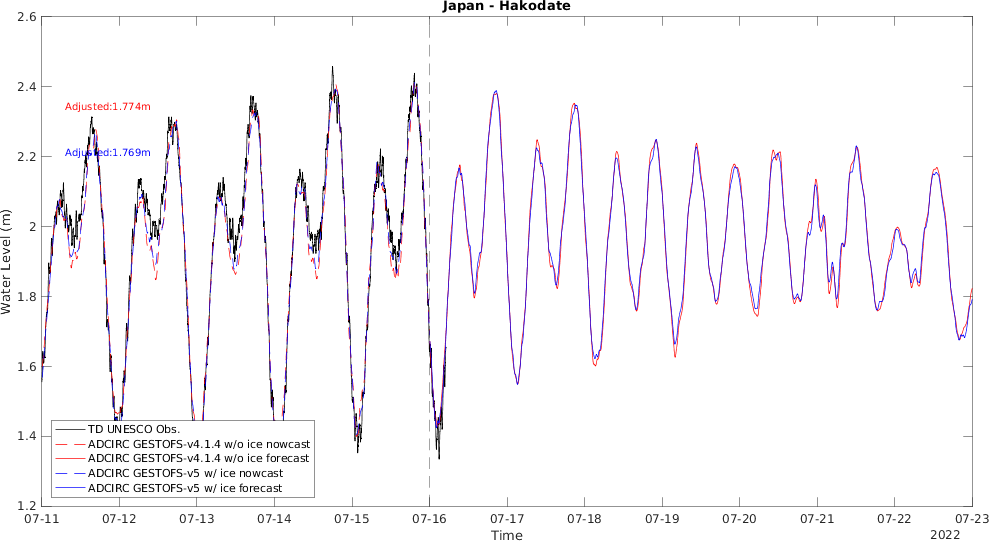 Japan - Hakodate
2.6
2.4
2.2
2
1.8
1.6
1.4
1.2
Water Level (m)
Adjusted:1.774m
Adjusted:1.769m
TD UNESCO Obs.
ADCIRC GESTOFS-v4.1.4 w/o ice nowcast
ADCIRC GESTOFS-v4.1.4 w/o ice forecast
ADCIRC GESTOFS-v5 w/ ice nowcast
ADCIRC GESTOFS-v5 w/ ice forecast
07-11 07-12 07-13 07-14 07-15 07-16 07-17 07-18 07-19 07-20 07-21 07-22 07-23
Time
2022